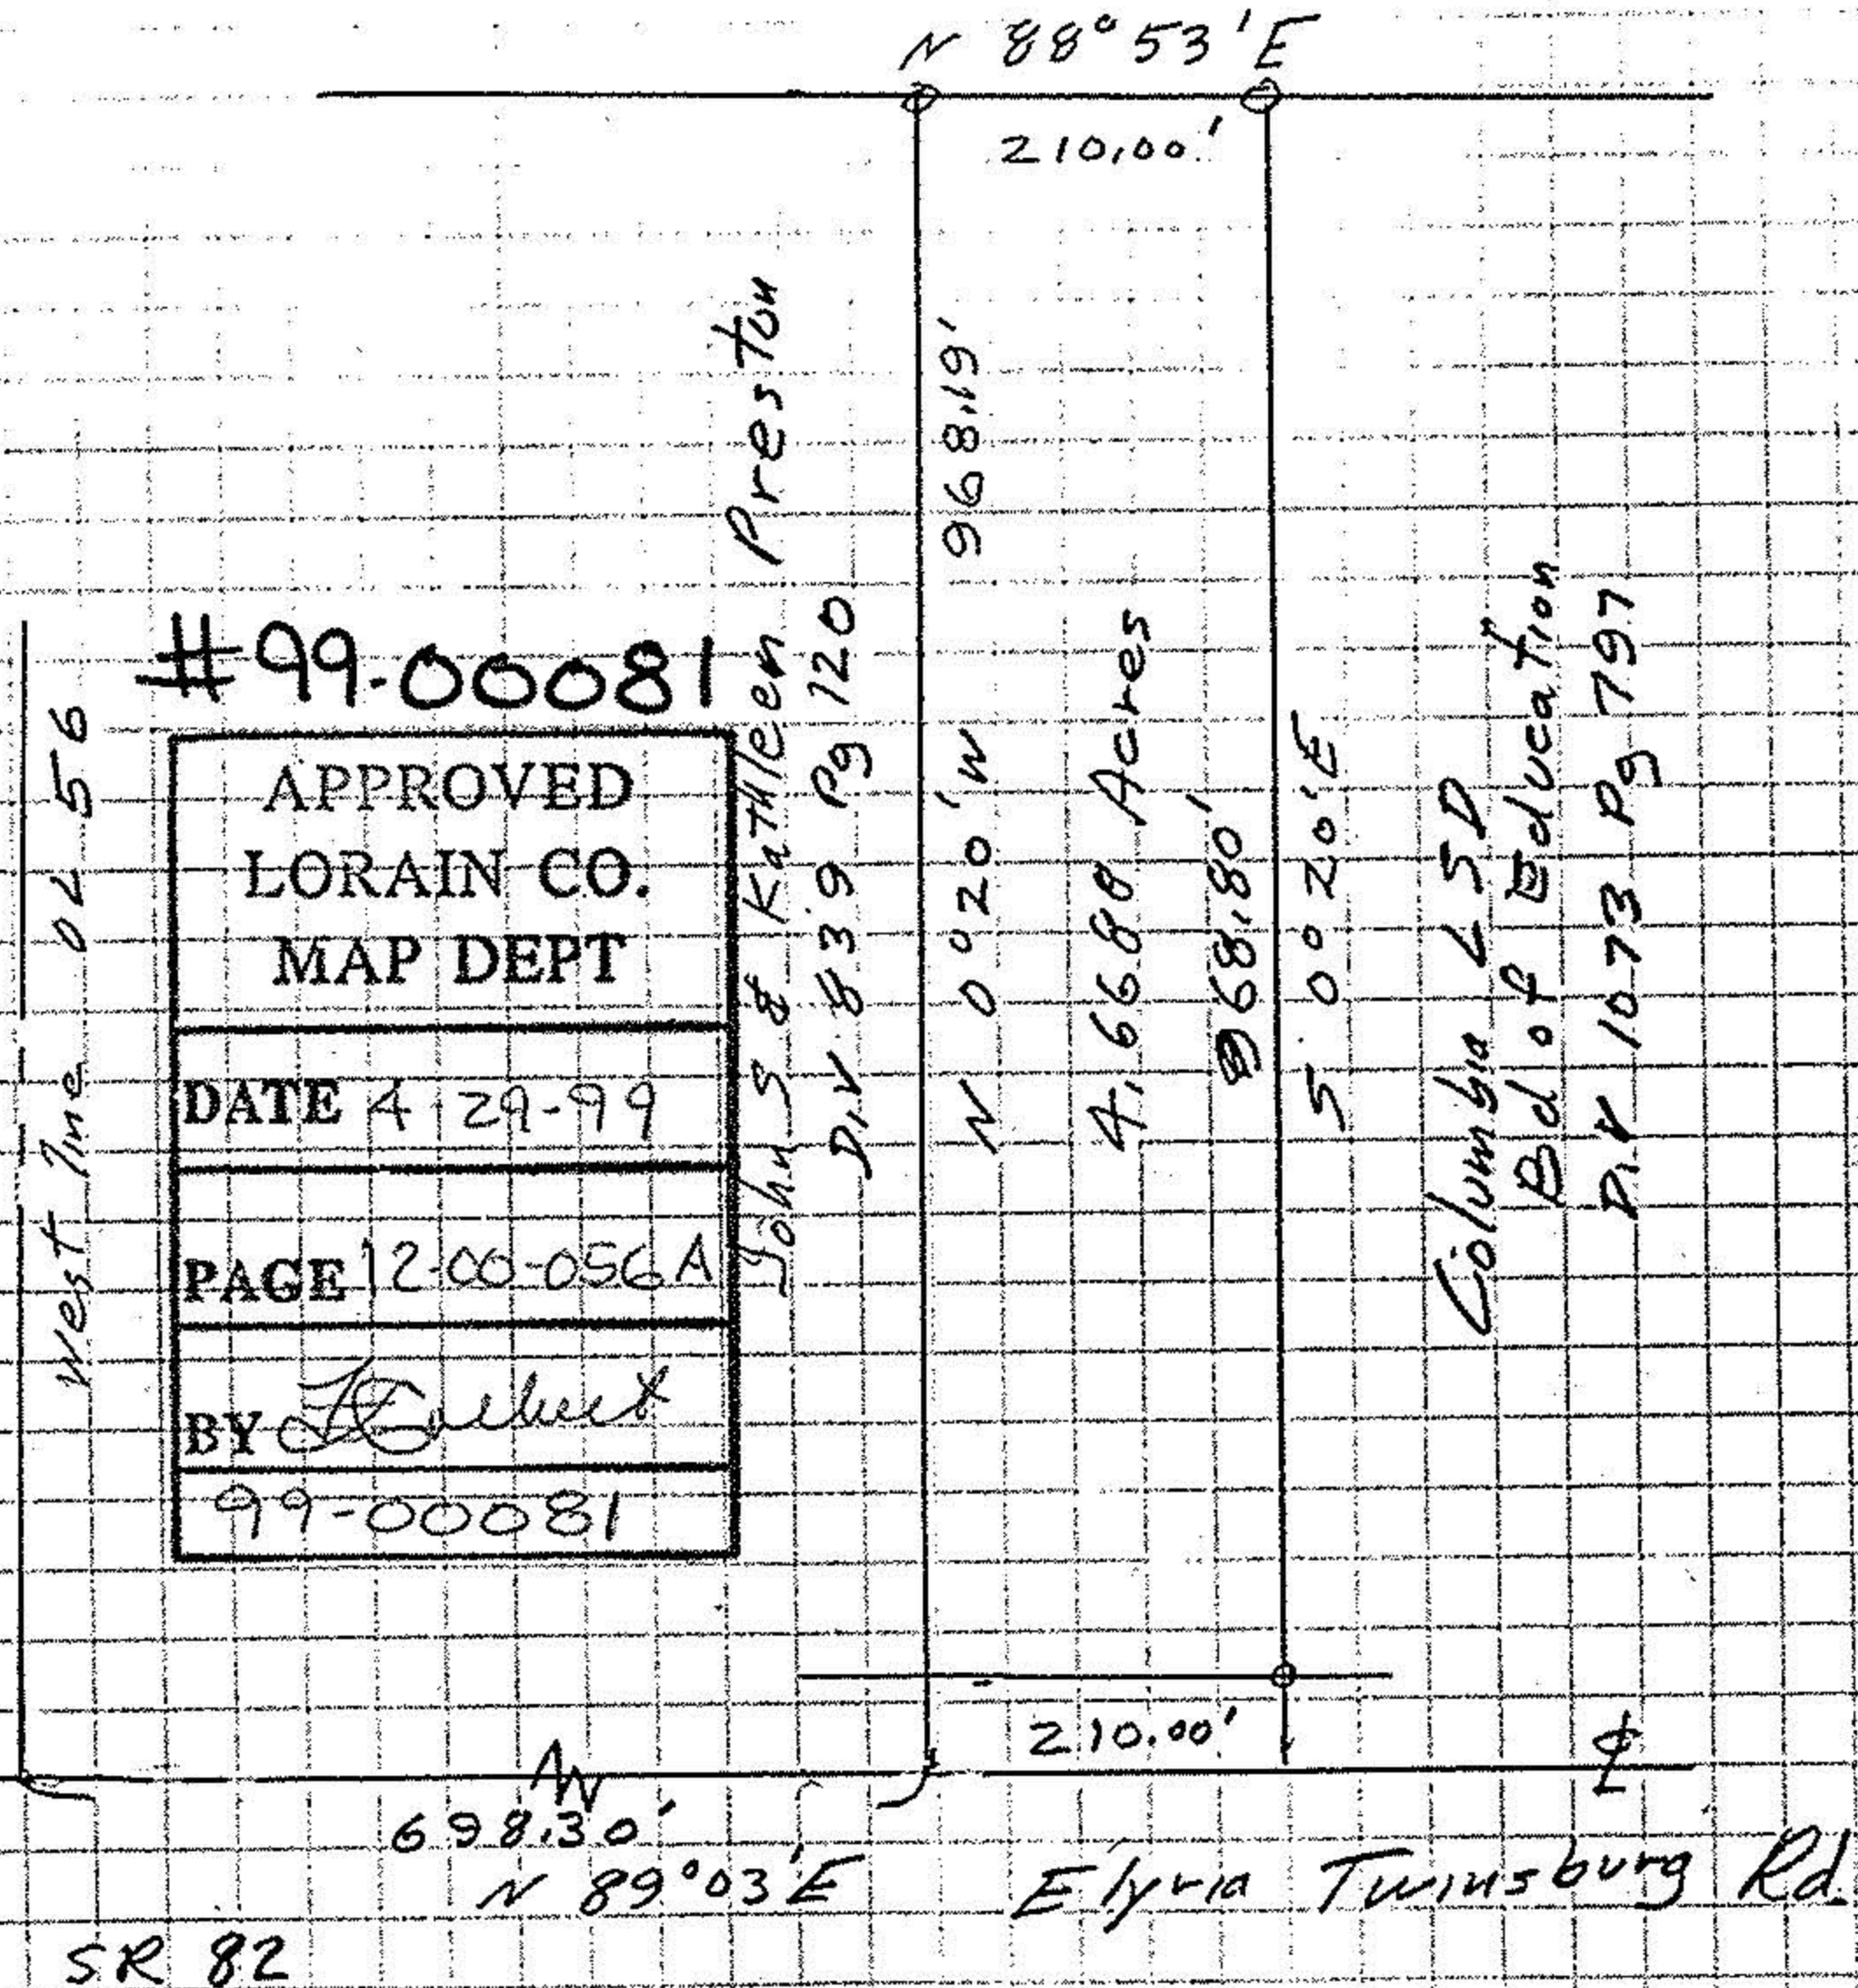 N 88°53'E
210.00'
968.19'
N 0°20'W
4.6688 Acres
968.80'
S 0°20'E
John S & Kathleen Preston
D.V 839 Pg 120
Columbia LSD
Bd of Education
D.V 1073 Pg 797
West line OL 56
#99-00081
APPROVED
LORAIN CO.
MAP DEPT
DATE 4-29-99
PAGE 12-00-056A
BY
99-00081
210.00'
698.30'
N 89°03'E
Elyria Twinsburg Rd.
SR 82